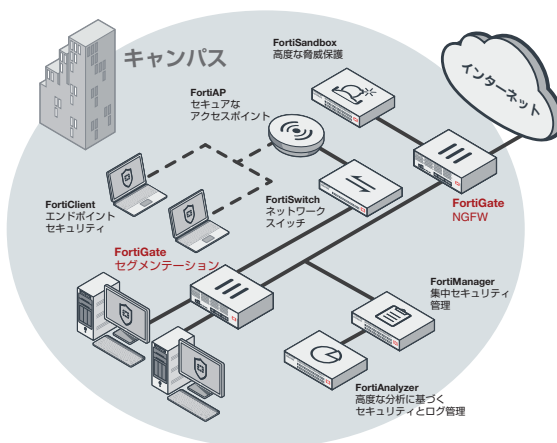 キャンパス
FortiSandbox
高度な脅威保護
インターネット
FortiAP
セキュアな
アクセスポイント
FortiClient
エンドポイント
セキュリティ
FortiSwitch
ネットワーク
スイッチ
FortiGate
NGFW
FortiGate
セグメンテーション
FortiManager
集中セキュリティ
管理
FortiAnalyzer
高度な分析に基づく
セキュリティとログ管理